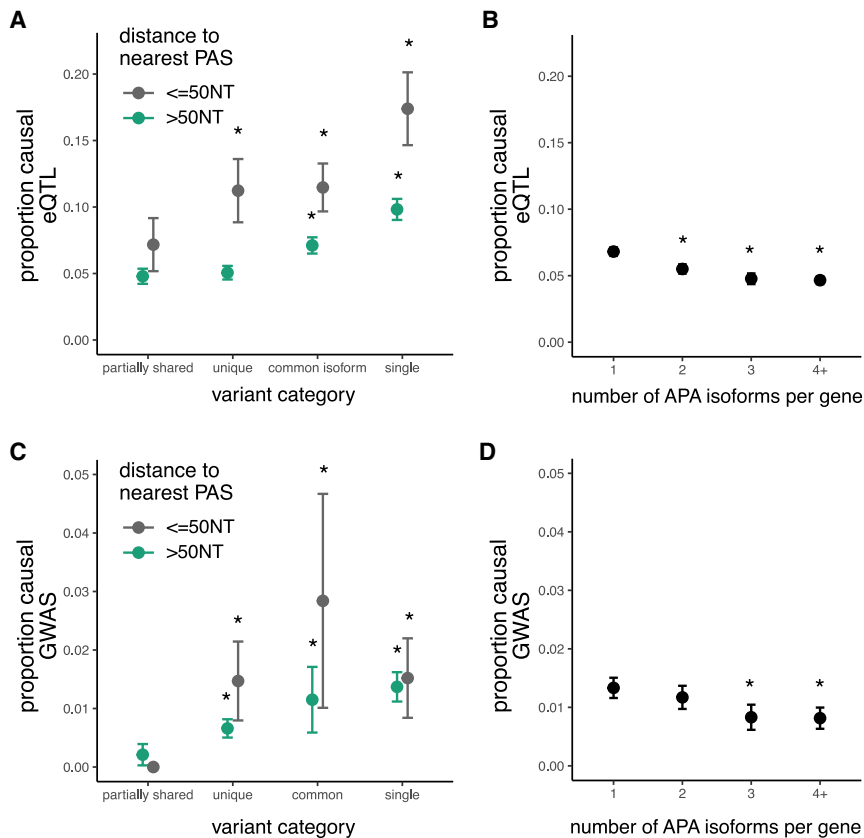 A
distance to
nearest PAS
<=50NT
>50NT
proportion causal
eQTL
0.20
0.15
0.10
0.05
0.00
* * * * * *
partially shared unique common isoform single
variant category
B
proportion causal
eQTL
0.20
0.15
0.10
0.05
0.00
* * *
1 2 3 4+
number of APA isoforms per gene
C
distance to
nearest PAS
<=50NT
>50NT
proportion causal
GWAS
0.05
0.04
0.03
0.02
0.01
0.00
* * * * * *
partially shared unique common single
variant category
D
proportion causal
GWAS
0.05
0.04
0.03
0.02
0.01
0.00
* *
1 2 3 4+
number of APA isoforms per gene